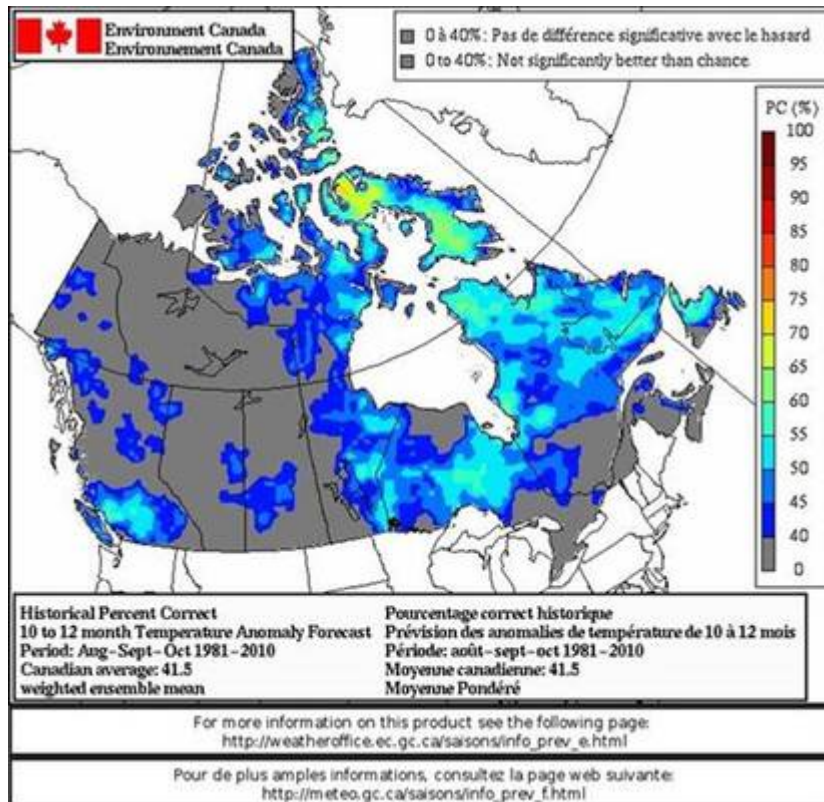 Environment Canada
Environnement Canada
0 à 40%: Pas de différence significative avec le hasard
0 to 40%: Not significantly better than chance
PC (%)
100
95
90
85
80
75
70
65
60
55
50
45
40
0
Historical Percent Correct
10 to 12 month Temperature Anomaly Forecast
Period: Aug-Sept-Oct 1981-2010
Canadian average: 41.5
weighted ensemble mean
Pourcentage correct historique
Prévision des anomalies de température de 10 à 12 mois
Période: août-sept-oct 1981-2010
Moyenne canadienne: 41.5
Moyenne Pondéré
For more information on this product see the following page:
http://weatheroffice.ec.gc.ca/saisons/info_prev_e.html
Pour de plus amples informations, consultez la page web suivante:
http://meteo.gc.ca/saisons/info_prev_f.html